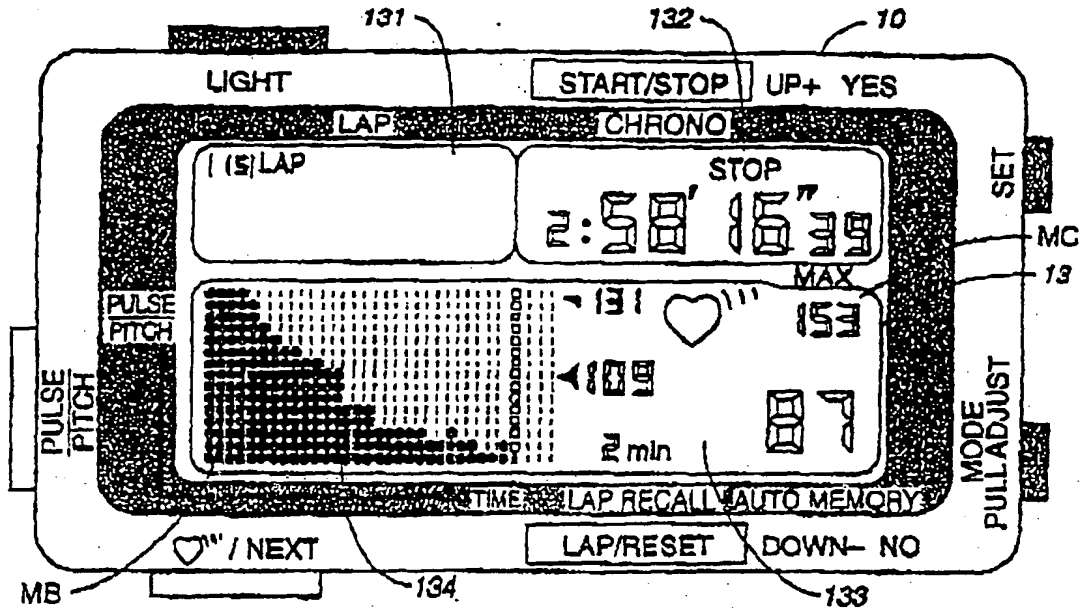 131 132 10
LIGHT START/STOP UP+ YES
LAP CHRONO
LAP STOP
2:58'16"39
SET
MC
MAX
13
PULSE
PITCH
131 153
PULSE
PITCH
109 87
2 min
MODE
PULL ADJUST
TIME LAP RECALL AUTO MEMORY
♡ / NEXT LAP/RESET DOWN– NO
MB 134 133